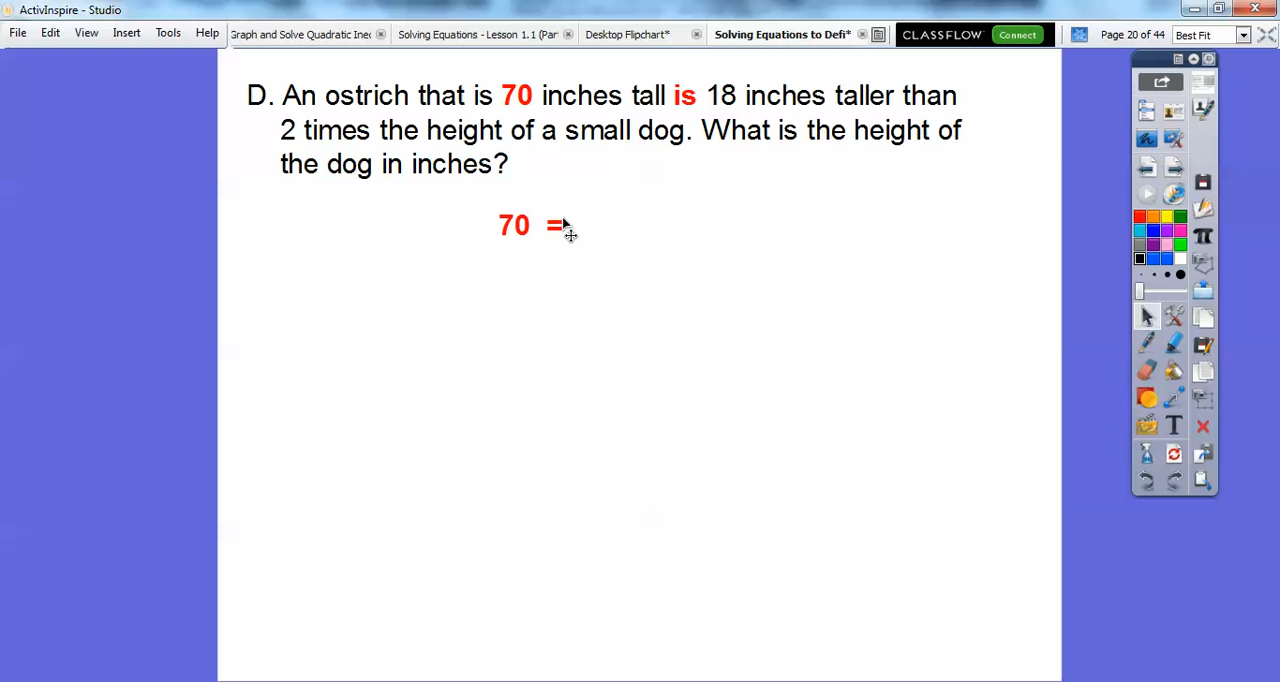 ActivInspire - Studio
File Edit View Insert Tools Help
Graph and Solve Quadratic Ine Solving Equations - Lesson 1.1 (Par Desktop Flipchart* Solving Equations to Defi* CLASSFLOW Connect Page 20 of 44 Best Fit
D. An ostrich that is 70 inches tall is 18 inches taller than
2 times the height of a small dog. What is the height of
the dog in inches?
70 =